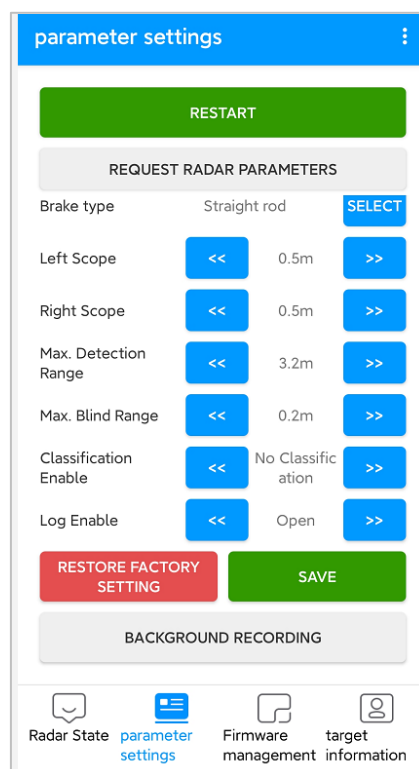 parameter settings
RESTART
REQUEST RADAR PARAMETERS
Brake type Straight rod SELECT
Left Scope << 0.5m >>
Right Scope << 0.5m >>
Max. Detection
Range << 3.2m >>
Max. Blind Range << 0.2m >>
Classification
Enable << No Classific
ation >>
Log Enable << Open >>
RESTORE FACTORY
SETTING
SAVE
BACKGROUND RECORDING
Radar State
parameter
settings
Firmware
management
target
information